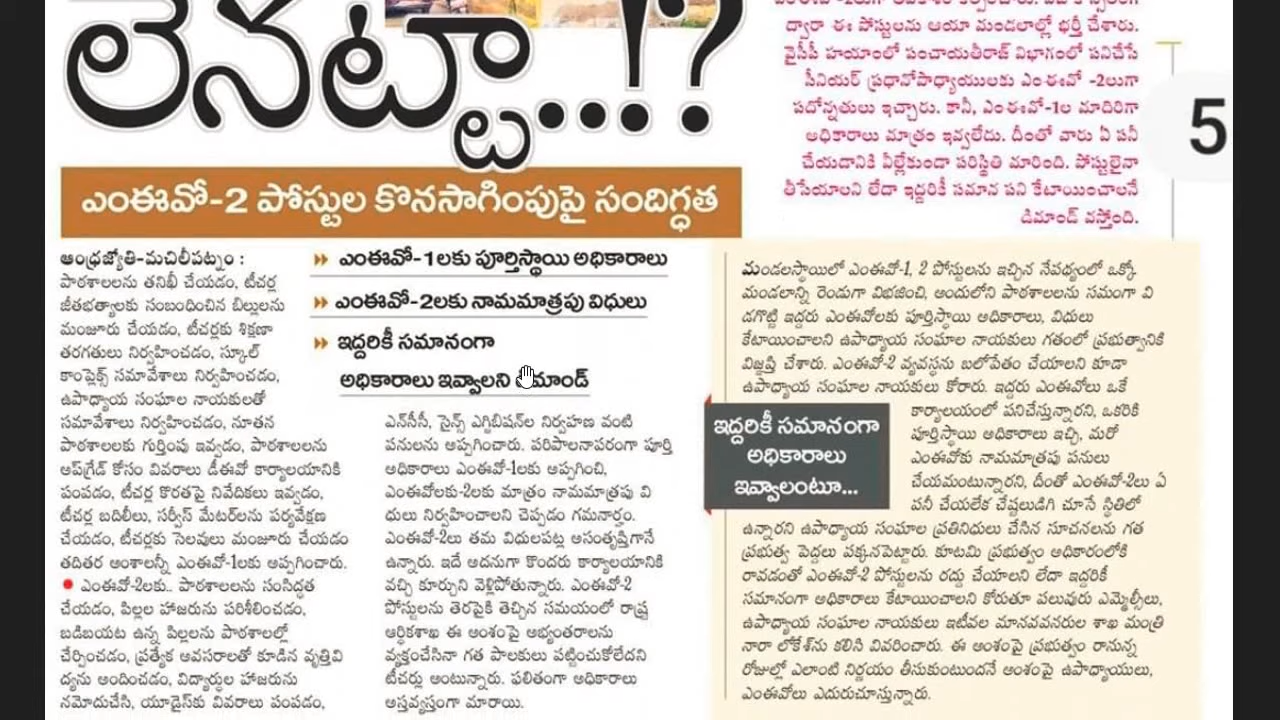 లేనట్టా...!?
ఎంఈవో-2 పోస్టుల కొనసాగింపుపై సందిగ్ధత
ద్వారా ఈ పోస్టులను ఆయా మండలాల్లో భర్తీ చేశారు.
వైసీపీ హయాంలో పంచాయతీరాజ్ విభాగంలో పనిచేసే
సీనియర్ ప్రధానోపాధ్యాయులకు ఎంఈవో -2లుగా
పదోన్నతులు ఇచ్చారు. కానీ, ఎంఈవో-1ల మాదిరిగా
అధికారాలు మాత్రం ఇవ్వలేదు. దీంతో వారు ఏ పనీ
చేయడానికి వీల్లేకుండా పరిస్థితి మారింది. పోస్టులైనా
తీసేయాలని లేదా ఇద్దరికీ సమాన పని కేటాయించాలనే
డిమాండ్ వస్తోంది.
5
ఆంధ్రజ్యోతి-మచిలీపట్నం :
పాఠశాలలను తనిఖీ చేయడం, టీచర్ల
జీతభత్యాలకు సంబంధించిన బిల్లులను
మంజూరు చేయడం, టీచర్లకు శిక్షణా
తరగతులు నిర్వహించడం, స్కూల్
కాంప్లెక్స్ సమావేశాలు నిర్వహించడం,
ఉపాధ్యాయ సంఘాల నాయకులతో
సమావేశాలు నిర్వహించడం, నూతన
పాఠశాలలకు గుర్తింపు ఇవ్వడం, పాఠశాలలను
అప్‌గ్రేడ్ కోసం వివరాలు డీఈవో కార్యాలయానికి
పంపడం, టీచర్ల కొరతపై నివేదికలు ఇవ్వడం,
టీచర్ల బదిలీలు, సర్వీస్ మేటర్‌లను పర్యవేక్షణ
చేయడం, టీచర్లకు సెలవులు మంజూరు చేయడం
తదితర అంశాలన్నీ ఎంఈవో-1లకు అప్పగించారు.
● ఎంఈవో-2లకు.. పాఠశాలలను సంసిద్ధత
చేయడం, పిల్లల హాజరును పరిశీలించడం,
బడిబయట ఉన్న పిల్లలను పాఠశాలల్లో
చేర్పించడం, ప్రత్యేక అవసరాలతో కూడిన వృత్తివి
ద్యను అందించడం, విద్యార్థుల హాజరును
నమోదుచేసి, యూడైస్‌కు వివరాలు పంపడం,
ఎంఈవో-1లకు పూర్తిస్థాయి అధికారాలు
ఎంఈవో-2లకు నామమాత్రపు విధులు
ఇద్దరికీ సమానంగా
అధికారాలు ఇవ్వాలని డిమాండ్
ఎన్‌సీసీ, సైన్స్ ఎగ్జిబిషన్‌ల నిర్వహణ వంటి
పనులను అప్పగించారు. పరిపాలనాపరంగా పూర్తి
అధికారాలు ఎంఈవో-1లకు అప్పగించి,
ఎంఈవోలకు-2లకు మాత్రం నామమాత్రపు వి
ధులు నిర్వహించాలని చెప్పడం గమనార్హం.
ఎంఈవో-2లు తమ విధులపట్ల అసంతృప్తిగానే
ఉన్నారు. ఇదే అదనుగా కొందరు కార్యాలయానికి
వచ్చి కూర్చుని వెళ్లిపోతున్నారు. ఎంఈవో-2
పోస్టులను తెరపైకి తెచ్చిన సమయంలో రాష్ట్ర
ఆర్థికశాఖ ఈ అంశంపై అభ్యంతరాలను
వ్యక్తంచేసినా గత పాలకులు పట్టించుకోలేదని
టీచర్లు అంటున్నారు. ఫలితంగా అధికారాలు
అస్తవ్యస్తంగా మారాయి.
మండలస్థాయిలో ఎంఈవో-1, 2 పోస్టులను ఇచ్చిన నేపథ్యంలో ఒక్కో
మండలాన్ని రెండుగా విభజించి, అందులోని పాఠశాలలను సమంగా వి
డగొట్టి ఇద్దరు ఎంఈవోలకు పూర్తిస్థాయి అధికారాలు, విధులు
కేటాయించాలని ఉపాధ్యాయ సంఘాల నాయకులు గతంలో ప్రభుత్వానికి
విజ్ఞప్తి చేశారు. ఎంఈవో-2 వ్యవస్థను బలోపేతం చేయాలని కూడా
ఉపాధ్యాయ సంఘాల నాయకులు కోరారు. ఇద్దరు ఎంఈవోలు ఒకే
కార్యాలయంలో పనిచేస్తున్నారని, ఒకరికి
పూర్తిస్థాయి అధికారాలు ఇచ్చి, మరో
ఎంఈవోకు నామమాత్రపు పనులు
చేయమంటున్నారని, దీంతో ఎంఈవో-2లు ఏ
పనీ చేయలేక చేష్టలుడిగి చూసే స్థితిలో
ఇద్దరికీ సమానంగా
అధికారాలు
ఇవ్వాలంటూ...
ఉన్నారని ఉపాధ్యాయ సంఘాల ప్రతినిధులు చేసిన సూచనలను గత
ప్రభుత్వ పెద్దలు పక్కనపెట్టారు. కూటమి ప్రభుత్వం అధికారంలోకి
రావడంతో ఎంఈవో-2 పోస్టులను రద్దు చేయాలని లేదా ఇద్దరికీ
సమానంగా అధికారాలు కేటాయించాలని కోరుతూ పలువురు ఎమ్మెల్సీలు,
ఉపాధ్యాయ సంఘాల నాయకులు ఇటీవల మానవవనరుల శాఖ మంత్రి
నారా లోకేశ్‌ను కలిసి వివరించారు. ఈ అంశంపై ప్రభుత్వం రానున్న
రోజుల్లో ఎలాంటి నిర్ణయం తీసుకుంటుందనే అంశంపై ఉపాధ్యాయులు,
ఎంఈవోలు ఎదురుచూస్తున్నారు.